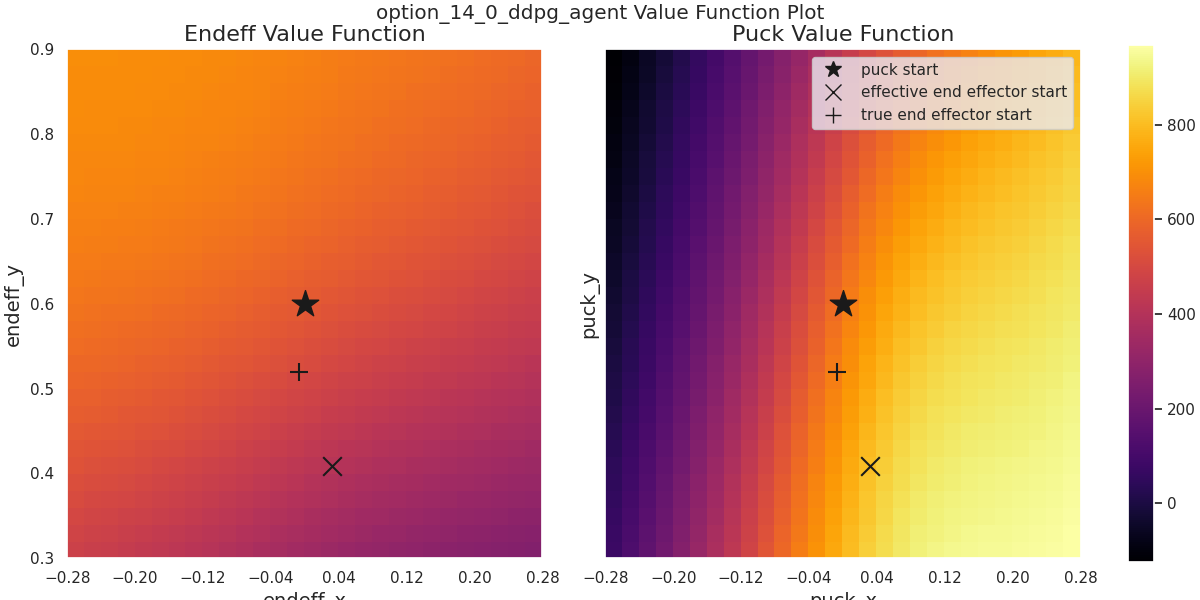 option_14_0_ddpg_agent Value Function Plot
Endeff Value Function
Puck Value Function
puck start
effective end effector start
true end effector start
0.9
0.8
0.7
0.6
0.5
0.4
0.3
endeff_y
puck_y
−0.28 −0.20 −0.12 −0.04 0.04 0.12 0.20 0.28
−0.28 −0.20 −0.12 −0.04 0.04 0.12 0.20 0.28
endeff_x
puck_x
800
600
400
200
0